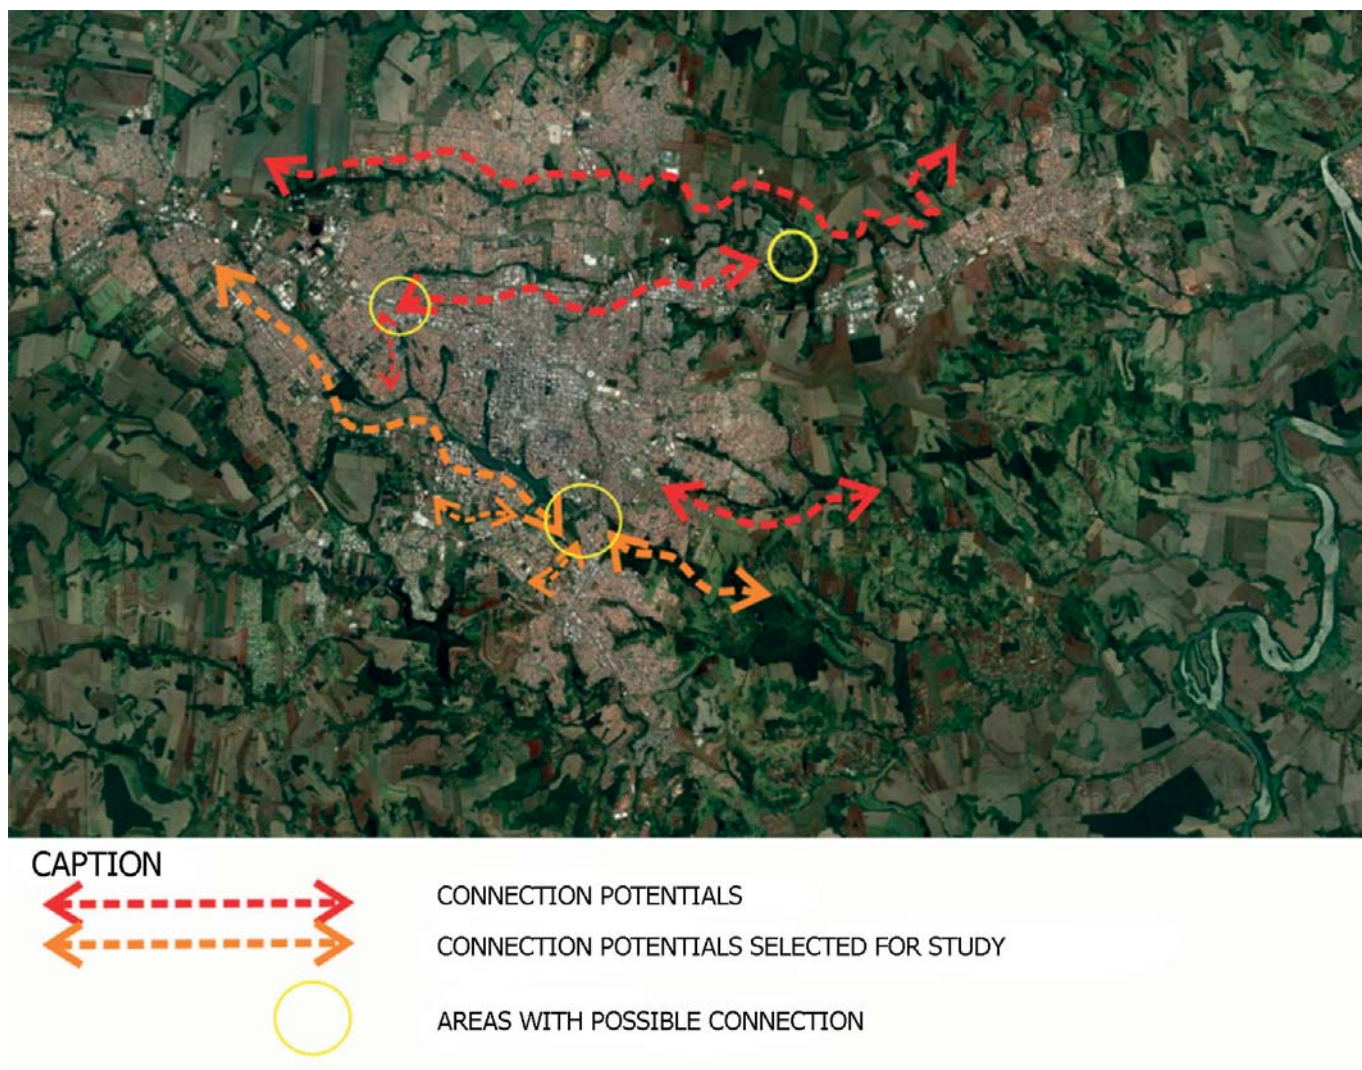 CAPTION
CONNECTION POTENTIALS
CONNECTION POTENTIALS SELECTED FOR STUDY
AREAS WITH POSSIBLE CONNECTION